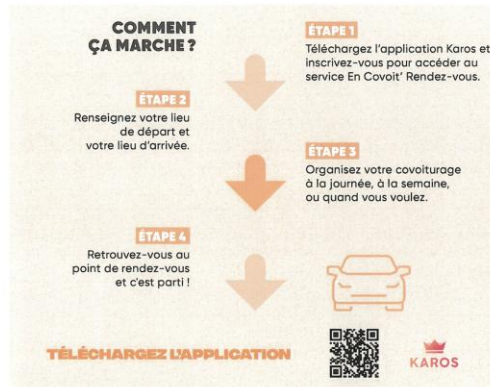 COMMENT
ÇA MARCHE ?
ÉTAPE 1
Téléchargez l'application Karos et
inscrivez-vous pour accéder au
service En Covoit' Rendez-vous.
ÉTAPE 2
Renseignez votre lieu
de départ et
votre lieu d'arrivée.
ÉTAPE 3
Organisez votre covoiturage
à la journée, à la semaine,
ou quand vous voulez.
ÉTAPE 4
Retrouvez-vous au
point de rendez-vous
et c'est parti !
TÉLÉCHARGEZ L'APPLICATION
KAROS